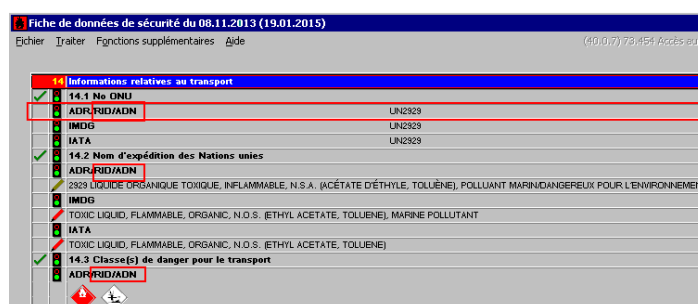 Fiche de données de sécurité du 08.11.2013 (19.01.2015)
Fichier Traiter Fonctions supplémentaires Aide (40.0.7) 73.454 Accès au
14 Informations relatives au transport
14.1 No ONU
ADR/RID/ADN UN2929
IMDG UN2929
IATA UN2929
14.2 Nom d'expédition des Nations unies
ADR/RID/ADN
2929 LIQUIDE ORGANIQUE TOXIQUE, INFLAMMABLE, N.S.A. (ACÉTATE D'ÉTHYLE, TOLUÈNE), POLLUANT MARIN/DANGEREUX POUR L'ENVIRONNEMEN
IMDG
TOXIC LIQUID, FLAMMABLE, ORGANIC, N.O.S. (ETHYL ACETATE, TOLUENE), MARINE POLLUTANT
IATA
TOXIC LIQUID, FLAMMABLE, ORGANIC, N.O.S. (ETHYL ACETATE, TOLUENE)
14.3 Classe(s) de danger pour le transport
ADR/RID/ADN